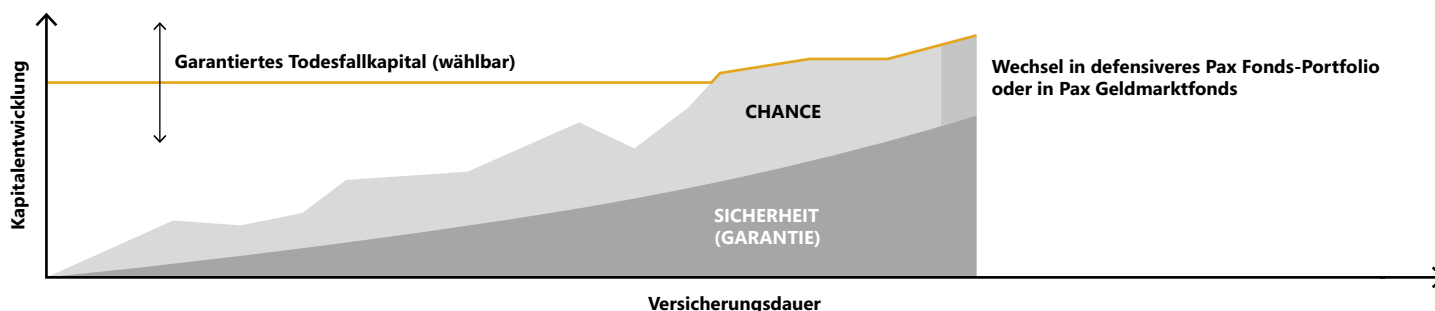 Kapitalentwicklung
Garantiertes Todesfallkapital (wählbar)
Wechsel in defensiveres Pax Fonds-Portfolio
oder in Pax Geldmarktfonds
CHANCE
SICHERHEIT
(GARANTIE)
Versicherungsdauer